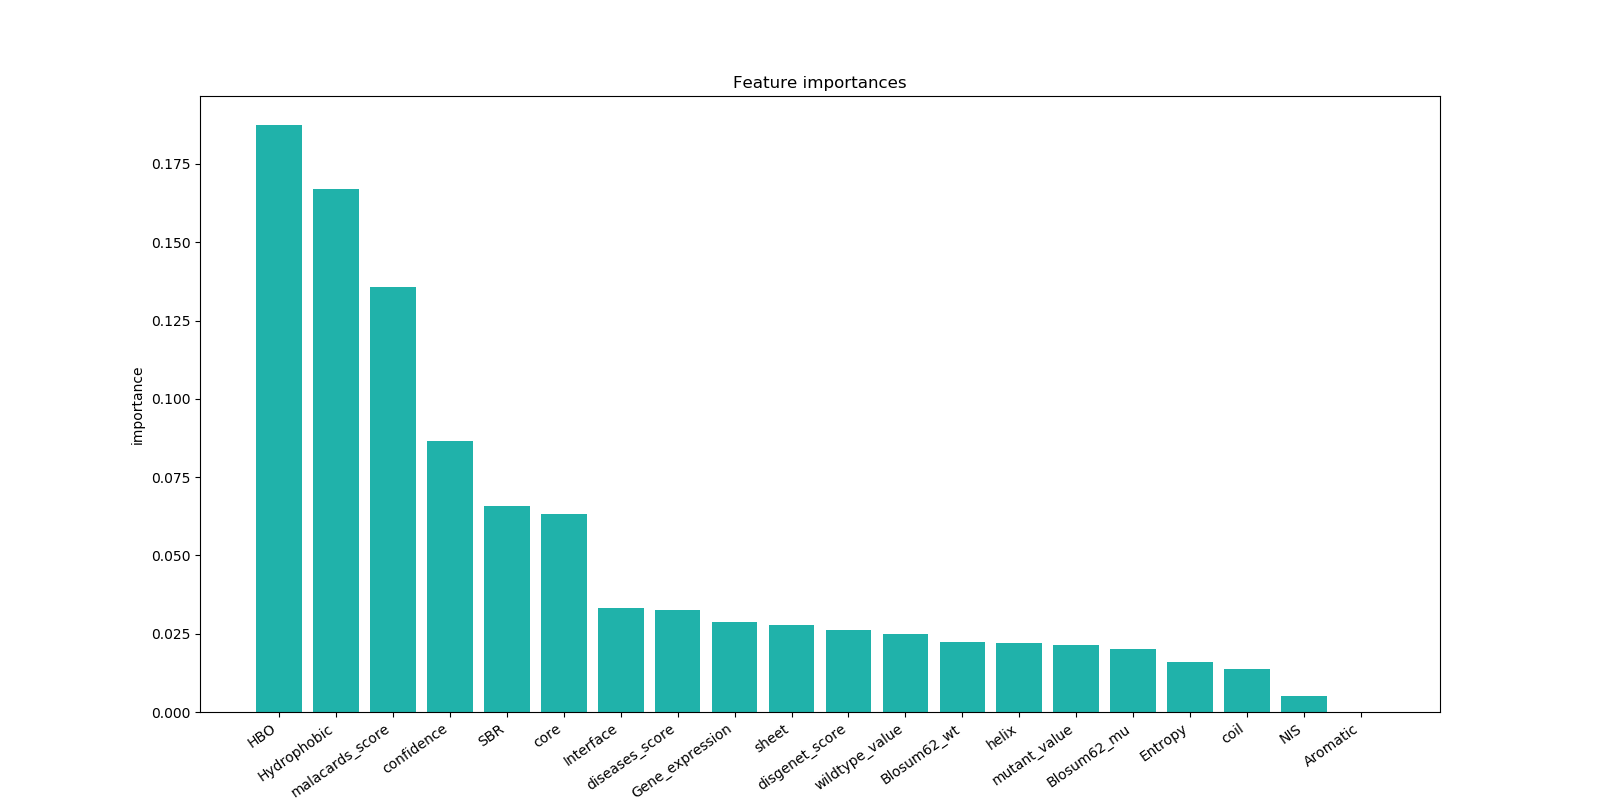 Feature importances
importance
0.175
0.150
0.125
0.100
0.075
0.050
0.025
0.000
HBO
Hydrophobic
malacards_score
confidence
SBR
core
Interface
diseases_score
Gene_expression
sheet
disgenet_score
wildtype_value
Blosum62_wt
helix
mutant_value
Blosum62_mu
Entropy
coil
NIS
Aromatic